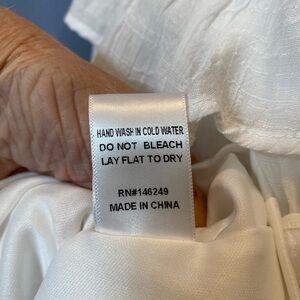 HAND WASH IN COLD WATER
DO NOT BLEACH
LAY FLAT TO DRY
RN#146249
MADE IN CHINA